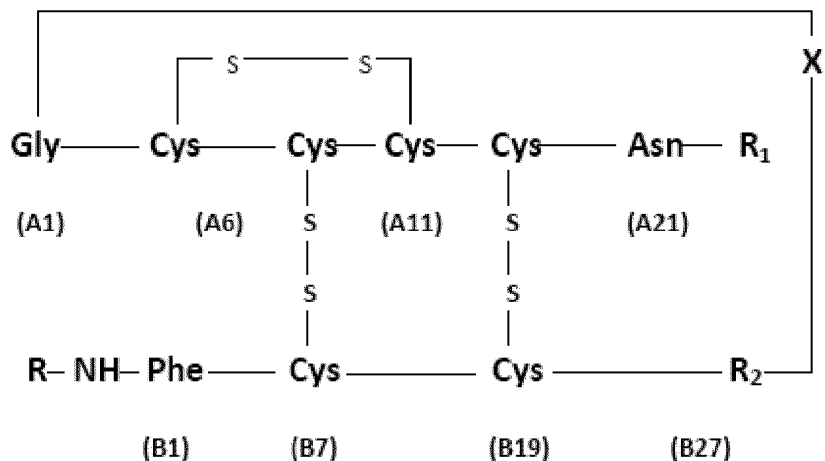 X
S S
Gly Cys Cys Cys Cys Asn R₁
(A1) (A6) S (A11) S (A21)
S S
R NH Phe Cys Cys R₂
(B1) (B7) (B19) (B27)